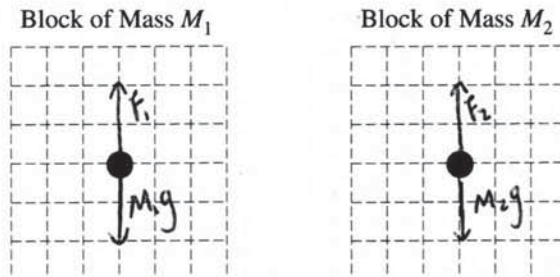 Block of Mass M₁
Block of Mass M₂
F₁
F₂
M₁g
M₂g